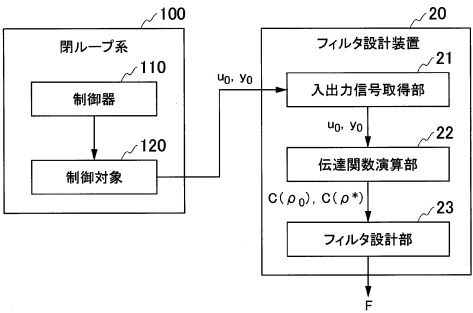 100
閉ループ系
110
制御器
120
制御対象
u0, y0
20
フィルタ設計装置
21
入出力信号取得部
u0, y0
22
伝達関数演算部
C(ρ0), C(ρ*)
23
フィルタ設計部
F